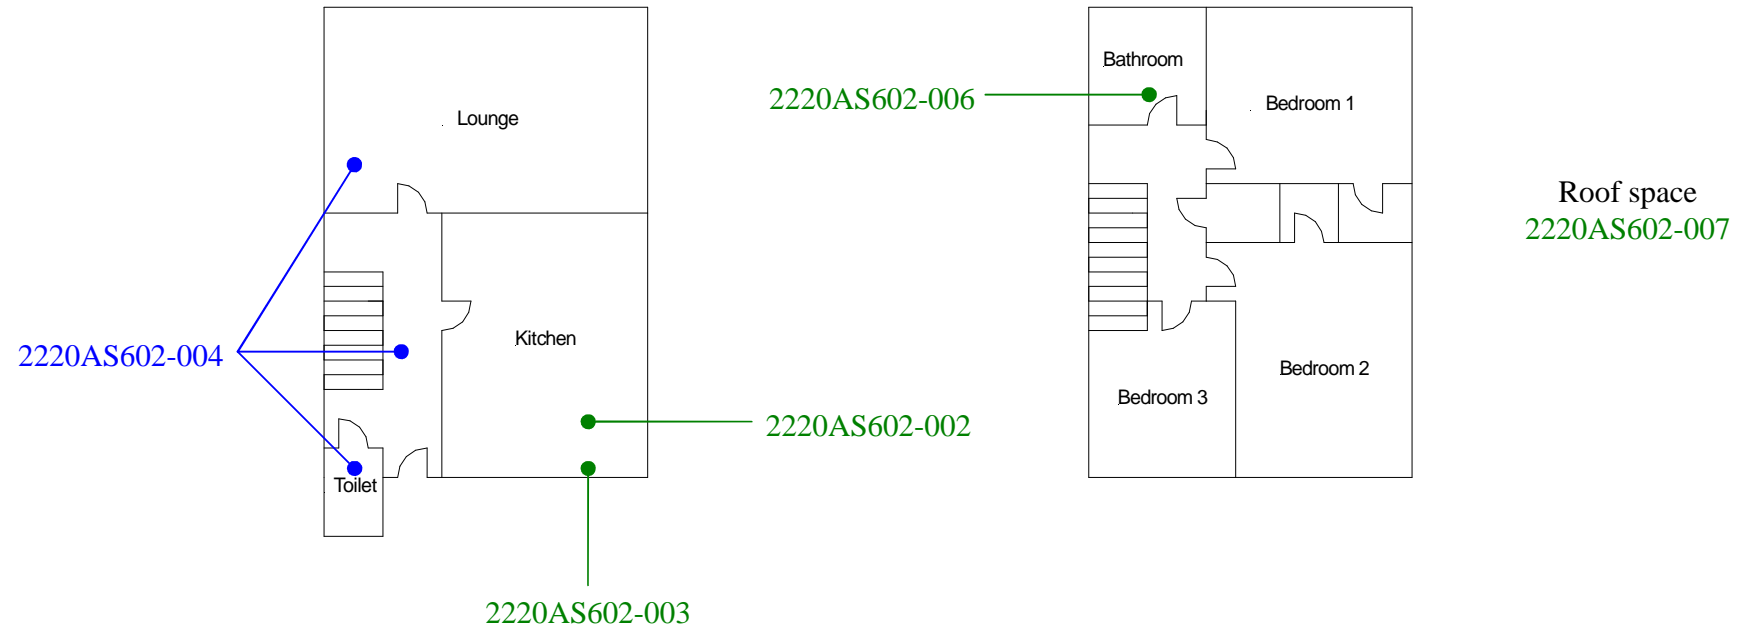 Lounge
2220AS602-004
Kitchen
2220AS602-002
Toilet
2220AS602-003
Bathroom
2220AS602-006
Bedroom 1
Bedroom 2
Bedroom 3
Roof space
2220AS602-007